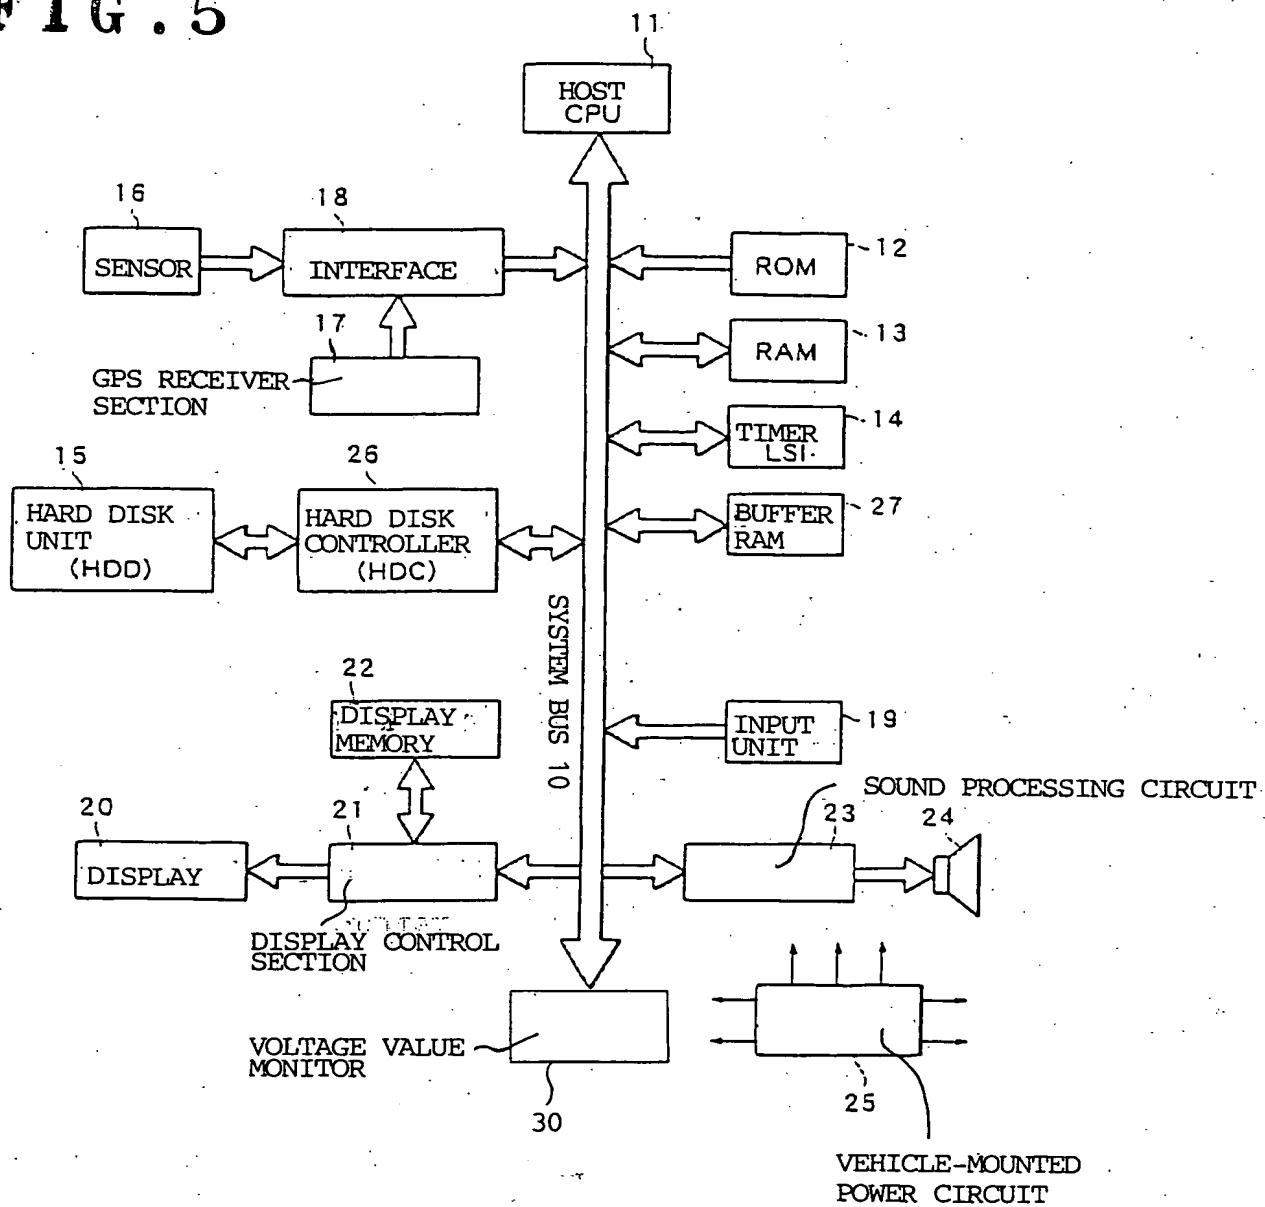 FIG.5
11
HOST
CPU
16
18
SENSOR
INTERFACE
ROM
12
17
RAM
13
GPS RECEIVER
SECTION
TIMER
LSI
14
15
26
HARD DISK
UNIT
(HDD)
HARD DISK
CONTROLLER
(HDC)
BUFFER
RAM
27
SYSTEM BUS 10
22
DISPLAY
MEMORY
INPUT
UNIT
19
SOUND PROCESSING CIRCUIT
20
21
23
24
DISPLAY
DISPLAY CONTROL
SECTION
VOLTAGE VALUE
MONITOR
30
25
VEHICLE-MOUNTED
POWER CIRCUIT